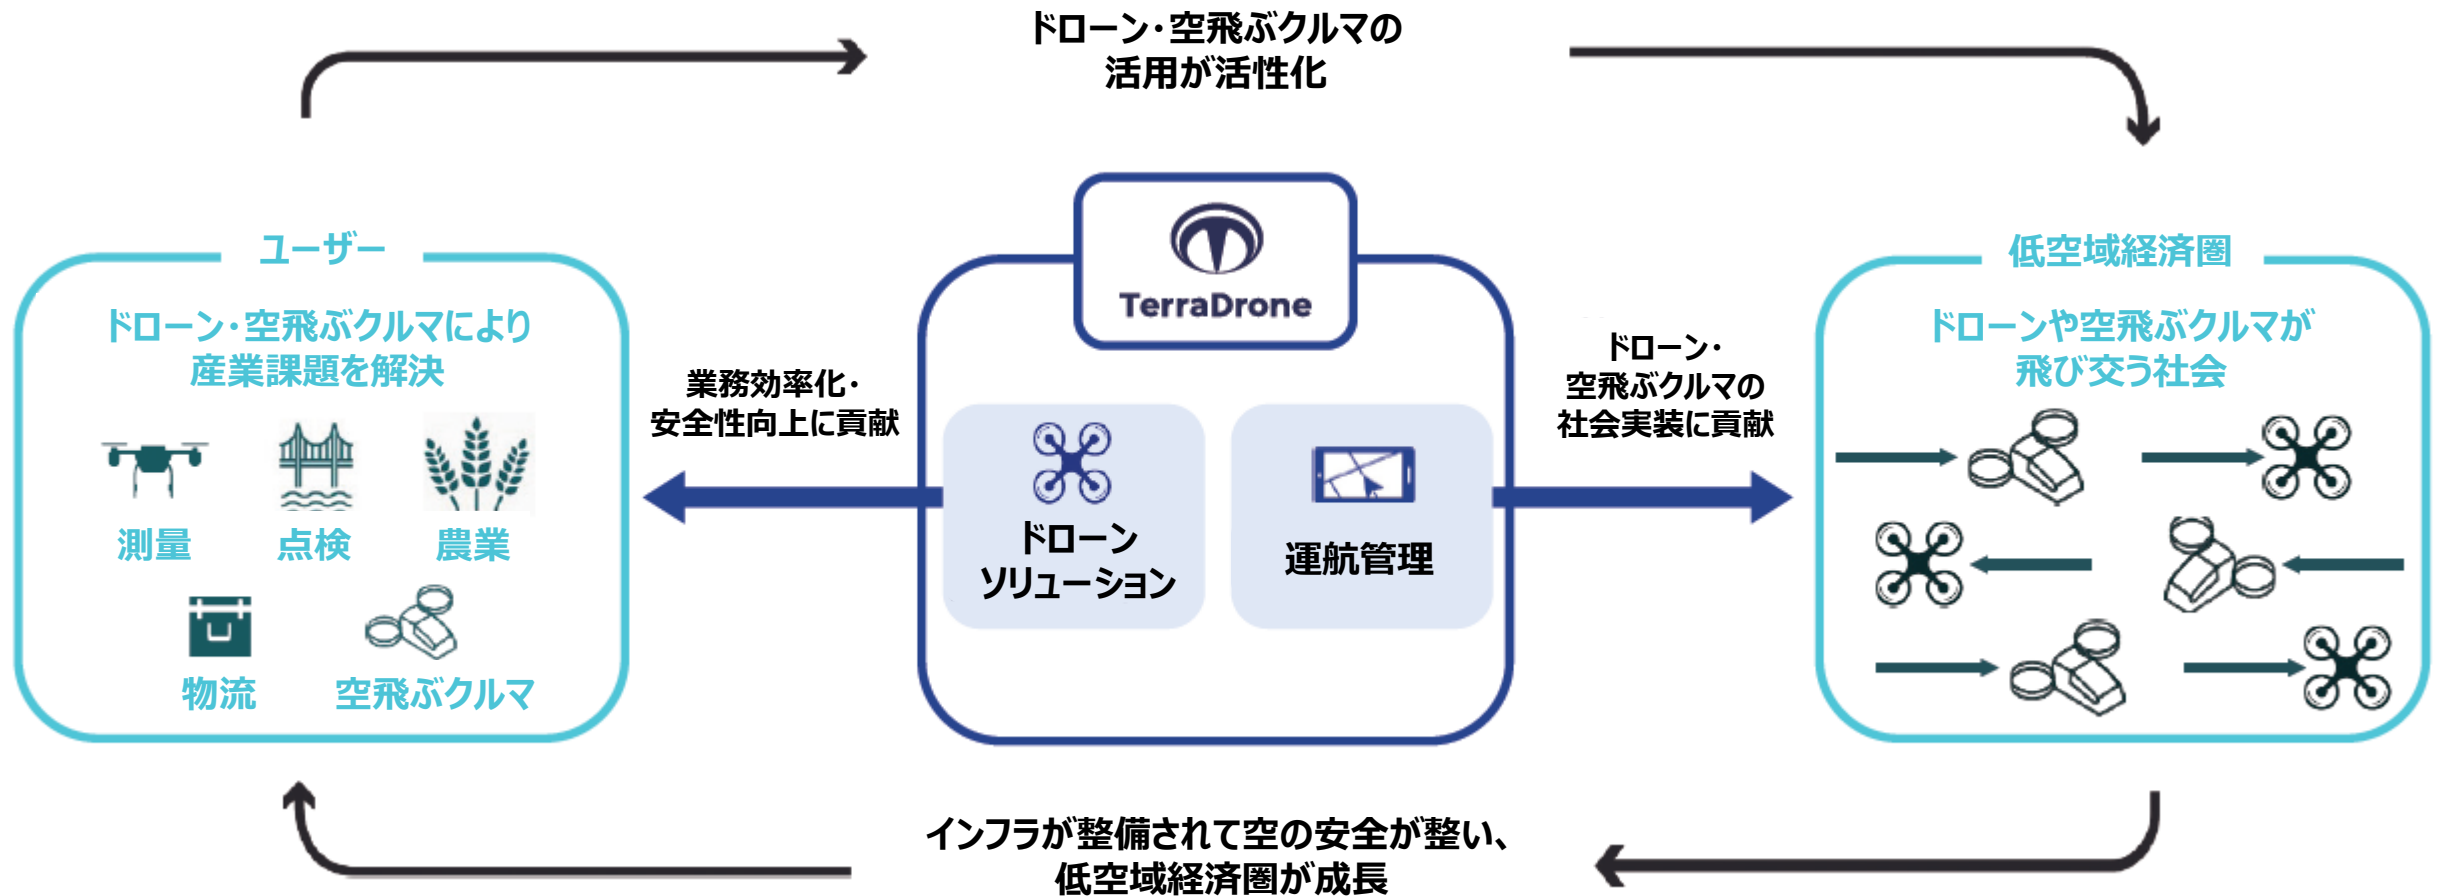 ドローン・空飛ぶクルマの
活用が活性化
ユーザー
ドローン・空飛ぶクルマにより
産業課題を解決
測量
点検
農業
物流
空飛ぶクルマ
業務効率化・
安全性向上に貢献
TerraDrone
ドローン
ソリューション
運航管理
ドローン・
空飛ぶクルマの
社会実装に貢献
低空域経済圏
ドローンや空飛ぶクルマが
飛び交う社会
インフラが整備されて空の安全が整い、
低空域経済圏が成長